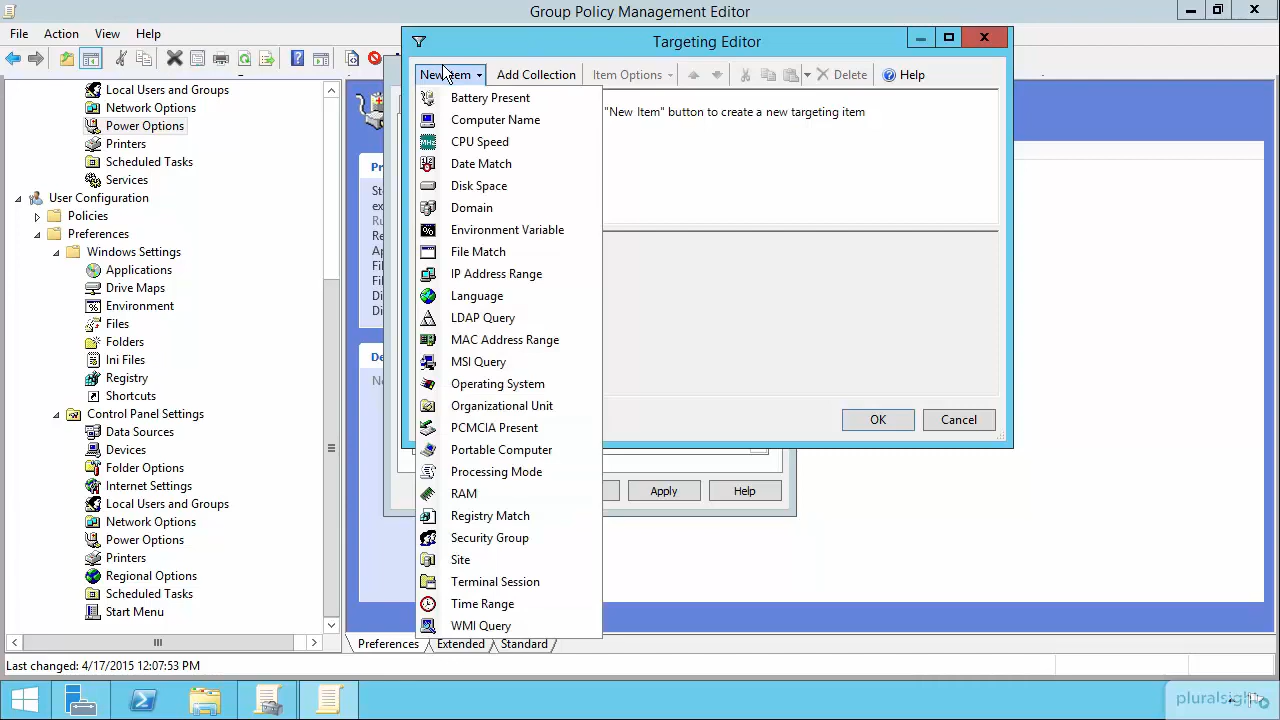 Group Policy Management Editor
File Action View Help
Local Users and Groups
Network Options
Power Options
Printers
Scheduled Tasks
Services
User Configuration
Policies
Preferences
Windows Settings
Applications
Drive Maps
Environment
Files
Folders
Ini Files
Registry
Shortcuts
Control Panel Settings
Data Sources
Devices
Folder Options
Internet Settings
Local Users and Groups
Network Options
Power Options
Printers
Regional Options
Scheduled Tasks
Start Menu
Targeting Editor
New Item Add Collection Item Options Delete Help
"New Item" button to create a new targeting item
Battery Present
Computer Name
CPU Speed
Date Match
Disk Space
Domain
Environment Variable
File Match
IP Address Range
Language
LDAP Query
MAC Address Range
MSI Query
Operating System
Organizational Unit
PCMCIA Present
Portable Computer
Processing Mode
RAM
Registry Match
Security Group
Site
Terminal Session
Time Range
WMI Query
OK Cancel
Apply Help
Preferences Extended Standard
Last changed: 4/17/2015 12:07:53 PM